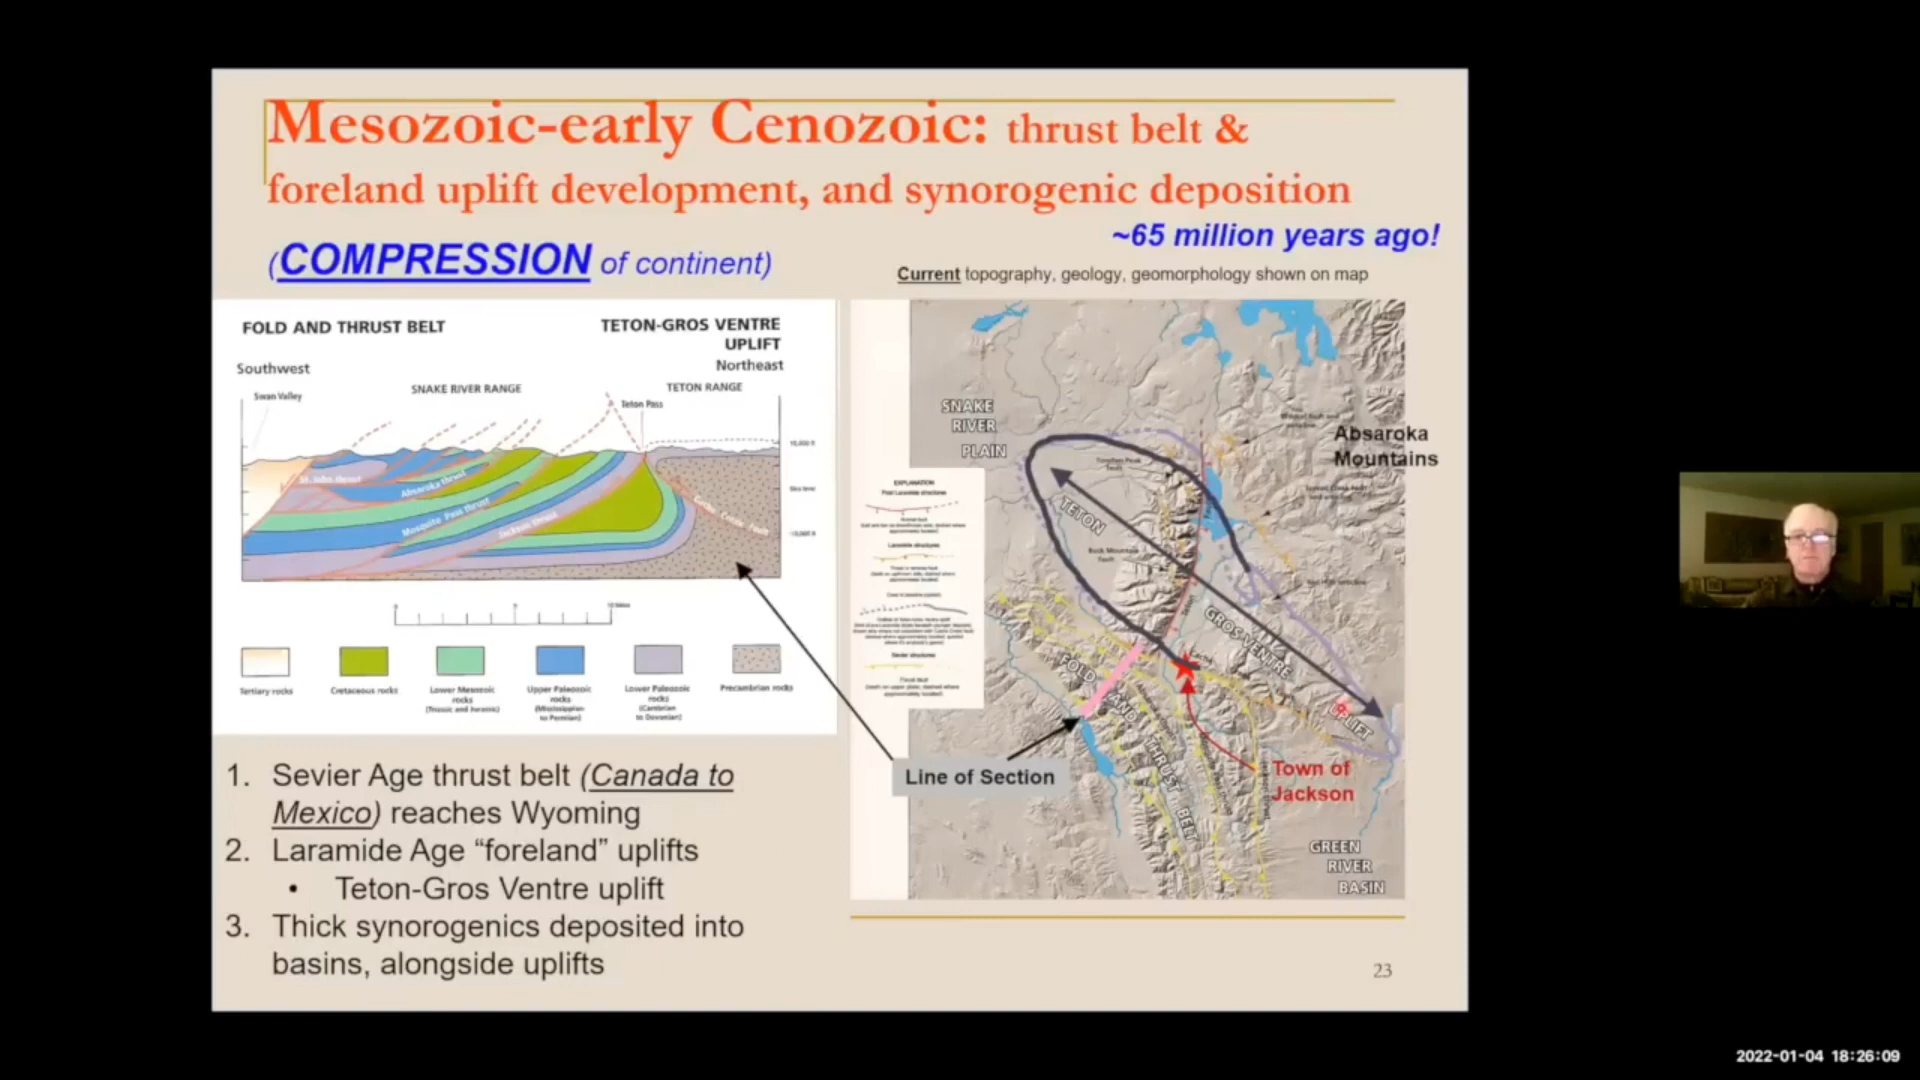 Mesozoic-early Cenozoic: thrust belt &
foreland uplift development, and synorogenic deposition
~65 million years ago!
(COMPRESSION of continent)
Current topography, geology, geomorphology shown on map
FOLD AND THRUST BELT
TETON-GROS VENTRE
UPLIFT
Southwest
Northeast
SNAKE RIVER RANGE
TETON RANGE
Swan Valley
Teton Pass
10,000 ft
Sea level
St. John thrust
Absaroka thrust
Mosquito Pass thrust
Jackson thrust
Tertiary rocks
Cretaceous rocks
Lower Mesozoic
rocks
(Triassic and Jurassic)
Upper Paleozoic
rocks
(Mississippian
to Permian)
Lower Paleozoic
rocks
(Cambrian
to Devonian)
Precambrian rocks
SNAKE
RIVER
PLAIN
Absaroka
Mountains
EXPLANATION
TETON
Buck Mountain
fault
GROS VENTRE
UPLIFT
FOLD AND THRUST BELT
Line of Section
Town of
Jackson
GREEN
RIVER
BASIN
1. Sevier Age thrust belt (Canada to
Mexico) reaches Wyoming
2. Laramide Age “foreland” uplifts
• Teton-Gros Ventre uplift
3. Thick synorogenics deposited into
basins, alongside uplifts
23
2022-01-04 18:26:09